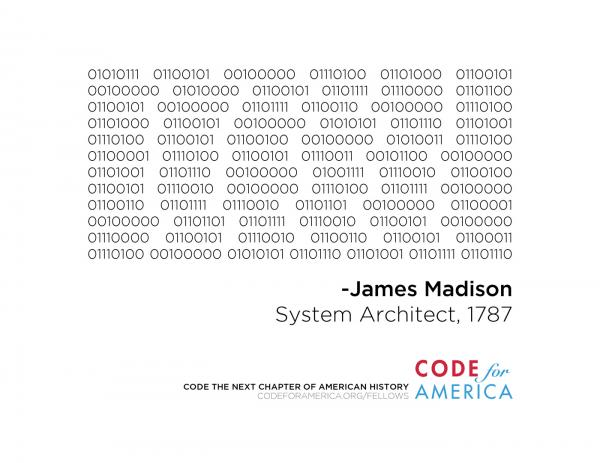 01010111 01100101 00100000 01110100 01101000 01100101
00100000 01010000 01100101 01101111 01110000 01101100
01100101 00100000 01101111 01100110 00100000 01110100
01101000 01100101 00100000 01010101 01101110 01101001
01110100 01100101 01100100 00100000 01010011 01110100
01100001 01110100 01100101 01110011 00101100 00100000
01101001 01101110 00100000 01001111 01110010 01100100
01100101 01110010 00100000 01110100 01101111 00100000
01100110 01101111 01110010 01101101 00100000 01100001
00100000 01101101 01101111 01110010 01100101 00100000
01110000 01100101 01110010 01100110 01100101 01100011
01110100 00100000 01010101 01101110 01101001 01101111 01101110
-James Madison
System Architect, 1787
CODE THE NEXT CHAPTER OF AMERICAN HISTORY
CODEFORAMERICA.ORG/FELLOWS
CODE for
AMERICA